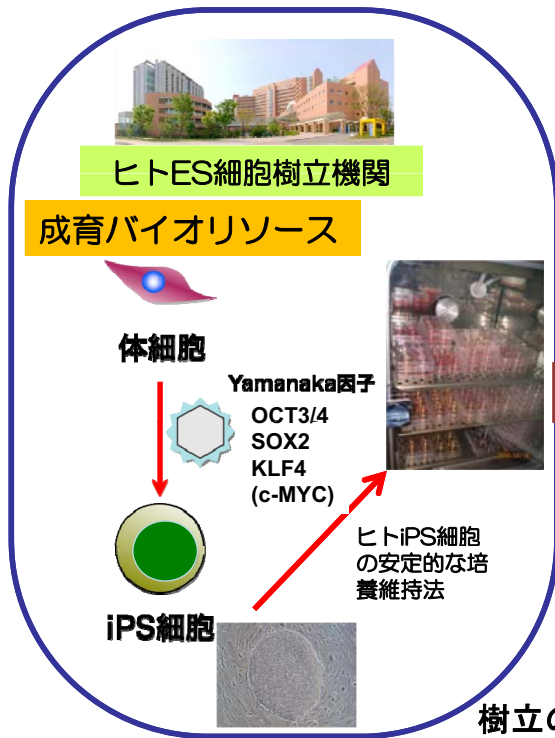 ヒトES細胞樹立機関
成育バイオリソース
体細胞
Yamanaka因子
OCT3/4
SOX2
KLF4
(c-MYC)
ヒトiPS細胞
の安定的な培
養維持法
iPS細胞
樹立の